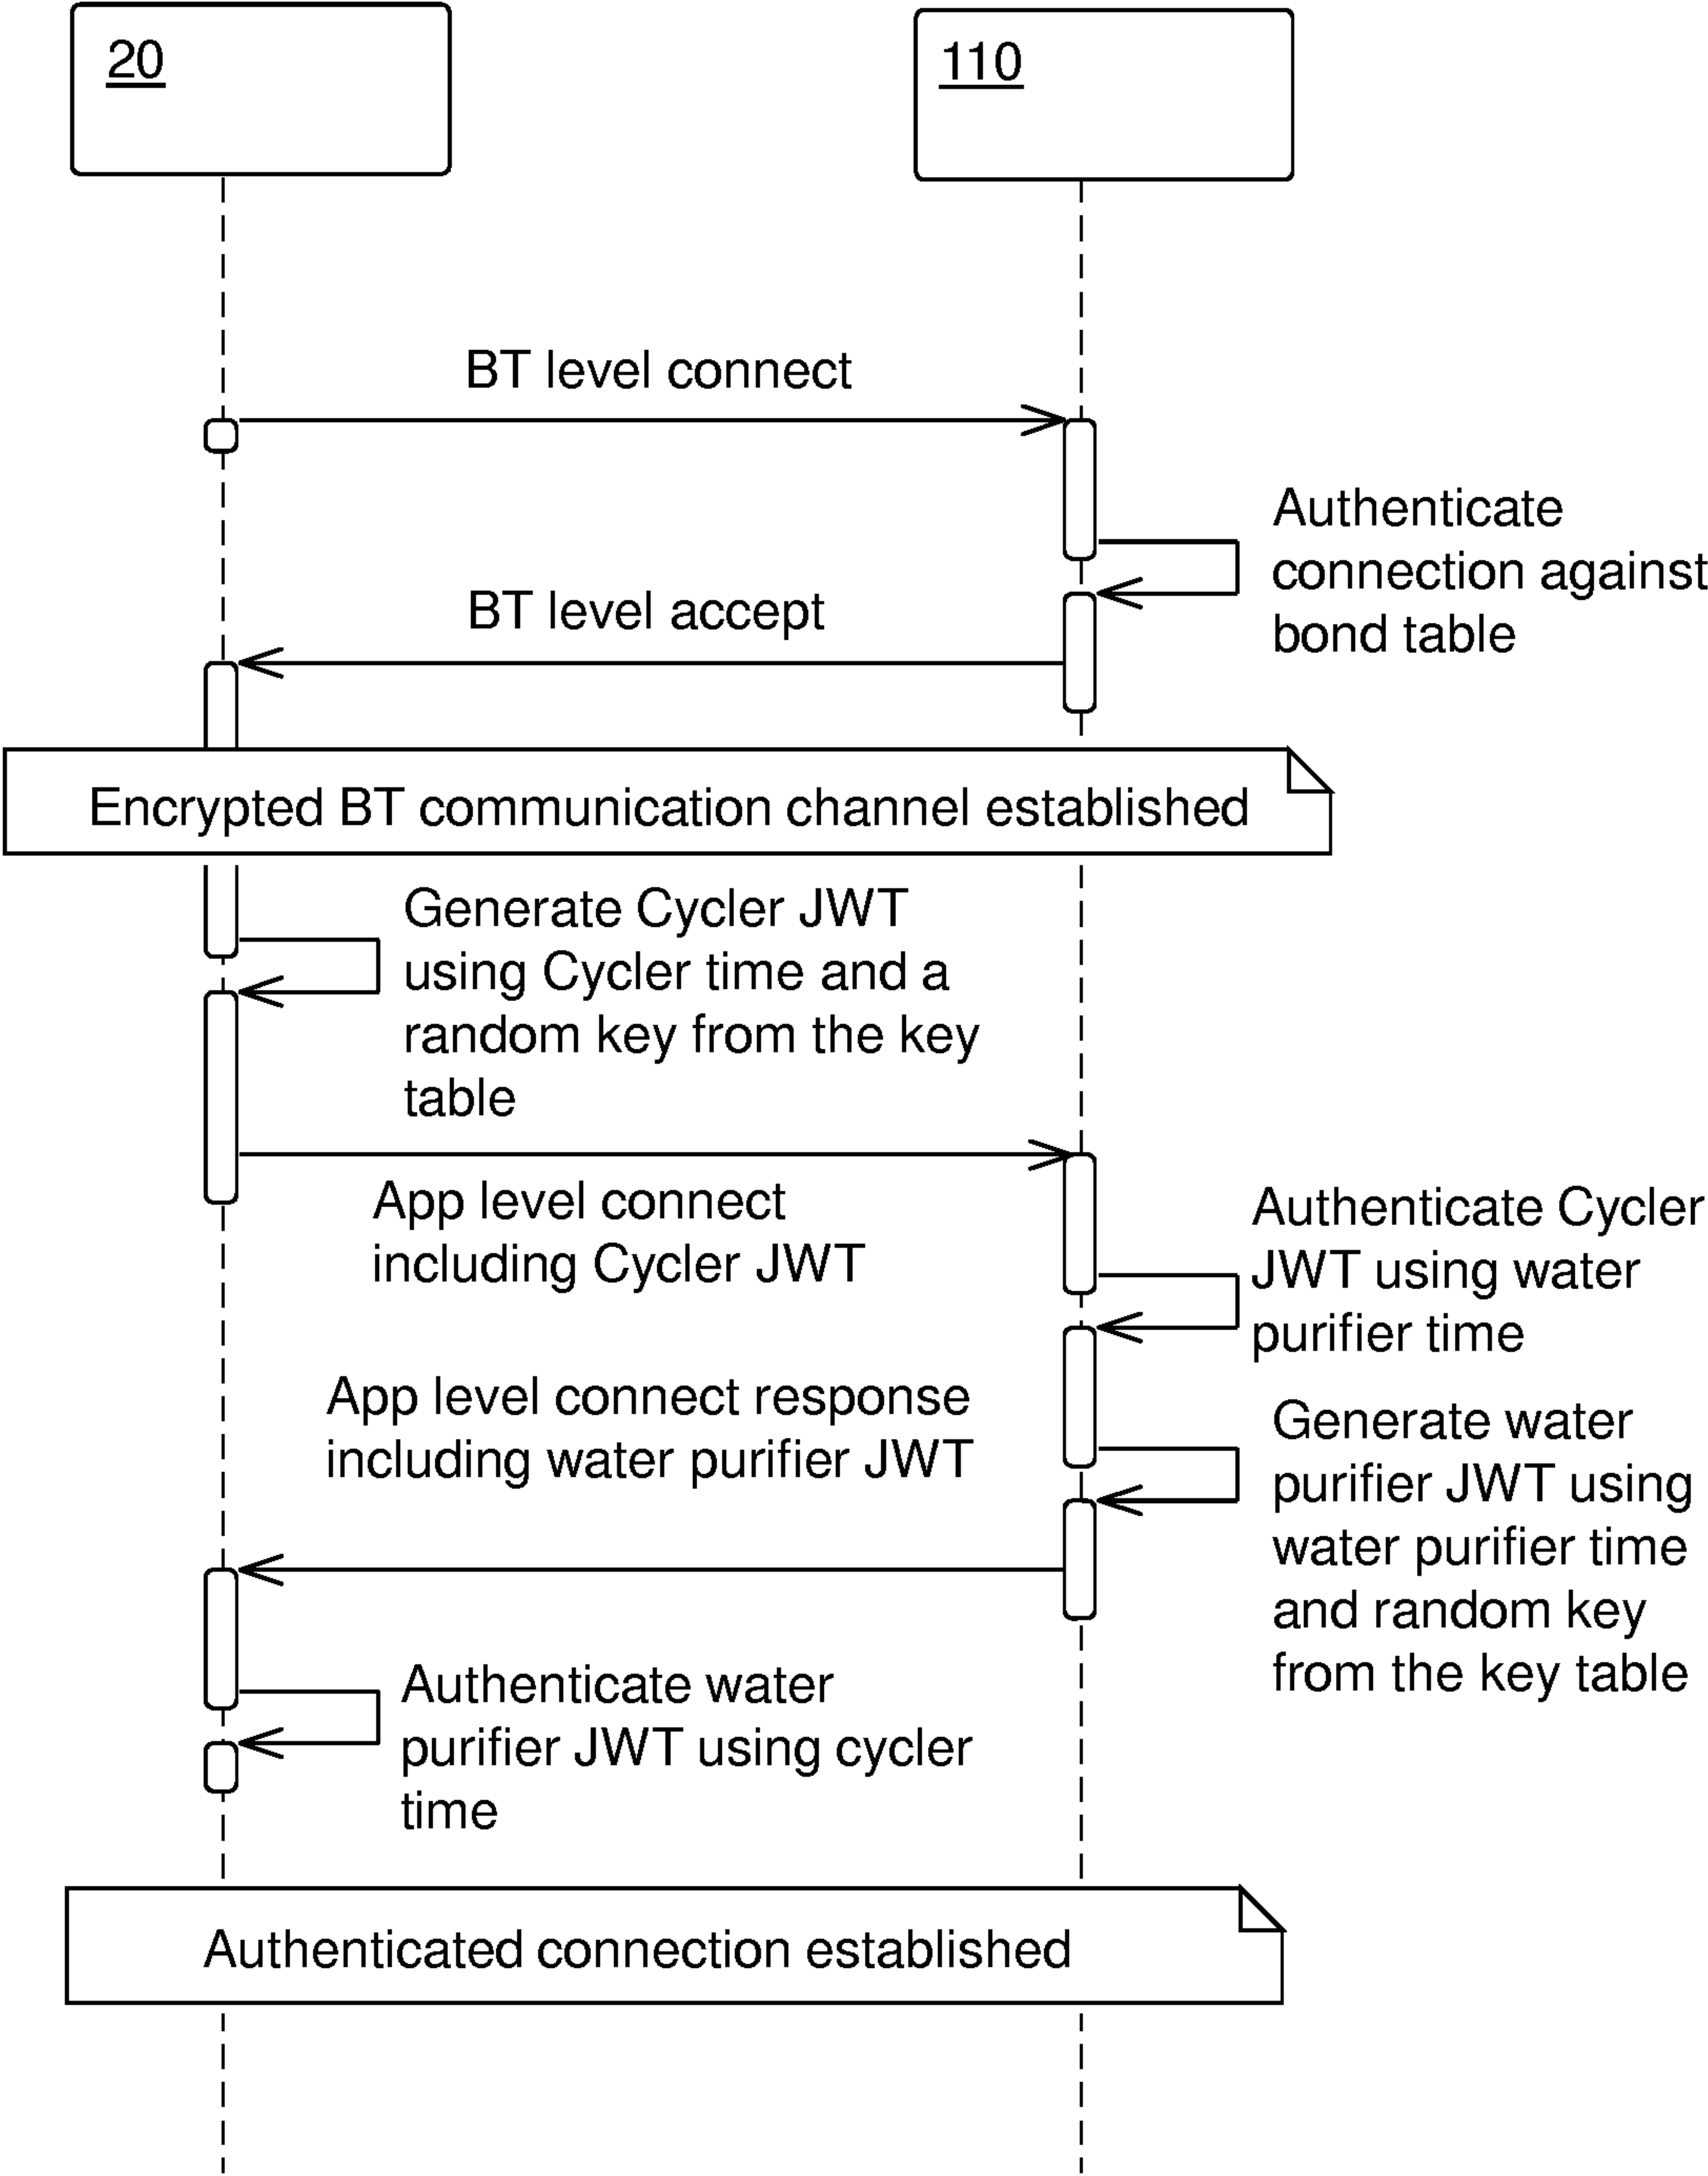 20
110
BT level connect
Authenticate
connection against
bond table
BT level accept
Encrypted BT communication channel established
Generate Cycler JWT
using Cycler time and a
random key from the key
table
App level connect
including Cycler JWT
Authenticate Cycler
JWT using water
purifier time
App level connect response
including water purifier JWT
Generate water
purifier JWT using
water purifier time
and random key
from the key table
Authenticate water
purifier JWT using cycler
time
Authenticated connection established